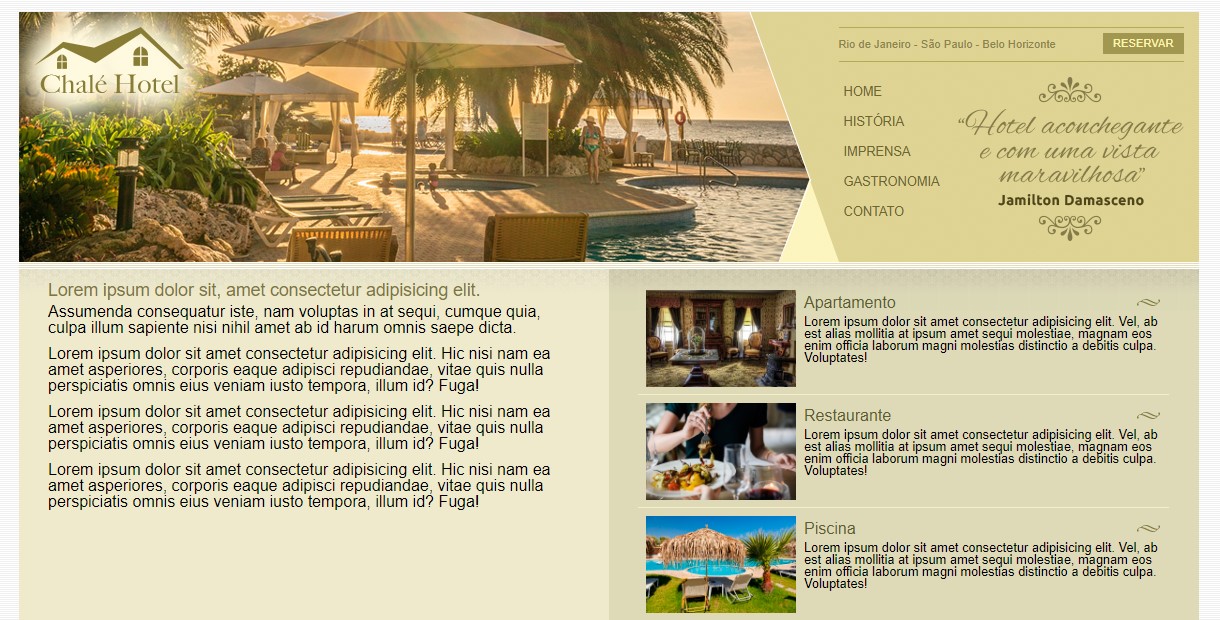 Chalé Hotel
Rio de Janeiro - São Paulo - Belo Horizonte
RESERVAR
HOME
HISTÓRIA
IMPRENSA
GASTRONOMIA
CONTATO
“Hotel aconchegante
e com uma vista
maravilhosa”
Jamilton Damasceno
Lorem ipsum dolor sit, amet consectetur adipisicing elit.
Assumenda consequatur iste, nam voluptas in at sequi, cumque quia,
culpa illum sapiente nisi nihil amet ab id harum omnis saepe dicta.
Lorem ipsum dolor sit amet consectetur adipisicing elit. Hic nisi nam ea
amet asperiores, corporis eaque adipisci repudiandae, vitae quis nulla
perspiciatis omnis eius veniam iusto tempora, illum id? Fuga!
Lorem ipsum dolor sit amet consectetur adipisicing elit. Hic nisi nam ea
amet asperiores, corporis eaque adipisci repudiandae, vitae quis nulla
perspiciatis omnis eius veniam iusto tempora, illum id? Fuga!
Lorem ipsum dolor sit amet consectetur adipisicing elit. Hic nisi nam ea
amet asperiores, corporis eaque adipisci repudiandae, vitae quis nulla
perspiciatis omnis eius veniam iusto tempora, illum id? Fuga!
Apartamento
Lorem ipsum dolor sit amet consectetur adipisicing elit. Vel, ab
est alias mollitia at ipsum amet sequi molestiae, magnam eos
enim officia laborum magni molestias distinctio a debitis culpa.
Voluptates!
Restaurante
Lorem ipsum dolor sit amet consectetur adipisicing elit. Vel, ab
est alias mollitia at ipsum amet sequi molestiae, magnam eos
enim officia laborum magni molestias distinctio a debitis culpa.
Voluptates!
Piscina
Lorem ipsum dolor sit amet consectetur adipisicing elit. Vel, ab
est alias mollitia at ipsum amet sequi molestiae, magnam eos
enim officia laborum magni molestias distinctio a debitis culpa.
Voluptates!